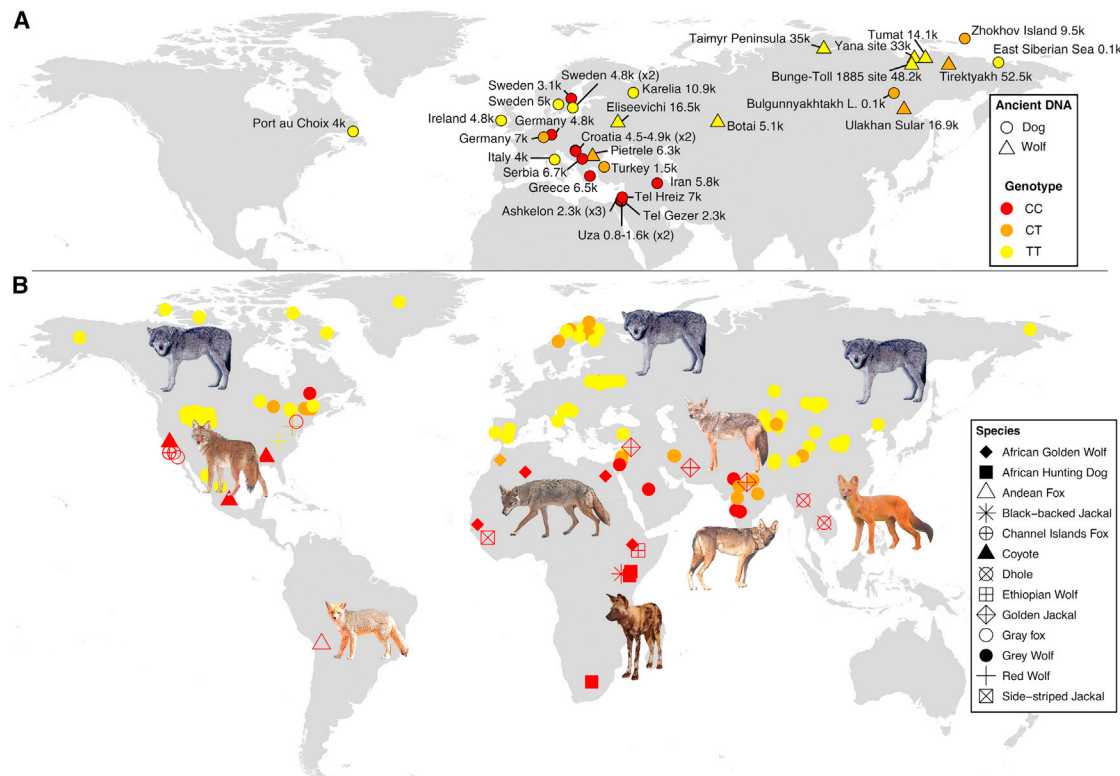 A
Zhokhov Island 9.5k
Tumat 14.1k
Taimyr Peninsula 35k
Yana site 33k
East Siberian Sea 0.1k
Sweden 4.8k (x2)
Bunge-Toll 1885 site 48.2k
Tirektyakh 52.5k
Sweden 3.1k
Karelia 10.9k
Sweden 5k
Eliseevichi 16.5k
Bulgunnyakhtakh L. 0.1k
Ireland 4.8k
Germany 4.8k
Port au Choix 4k
Botai 5.1k
Ulakhan Sular 16.9k
Germany 7k
Croatia 4.5-4.9k (x2)
Pietrele 6.3k
Italy 4k
Turkey 1.5k
Serbia 6.7k
Iran 5.8k
Greece 6.5k
Tel Hreiz 7k
Ashkelon 2.3k (x3)
Tel Gezer 2.3k
Uza 0.8-1.6k (x2)
Ancient DNA
Dog
Wolf
Genotype
CC
CT
TT
B
Species
African Golden Wolf
African Hunting Dog
Andean Fox
Black-backed Jackal
Channel Islands Fox
Coyote
Dhole
Ethiopian Wolf
Golden Jackal
Gray fox
Grey Wolf
Red Wolf
Side-striped Jackal